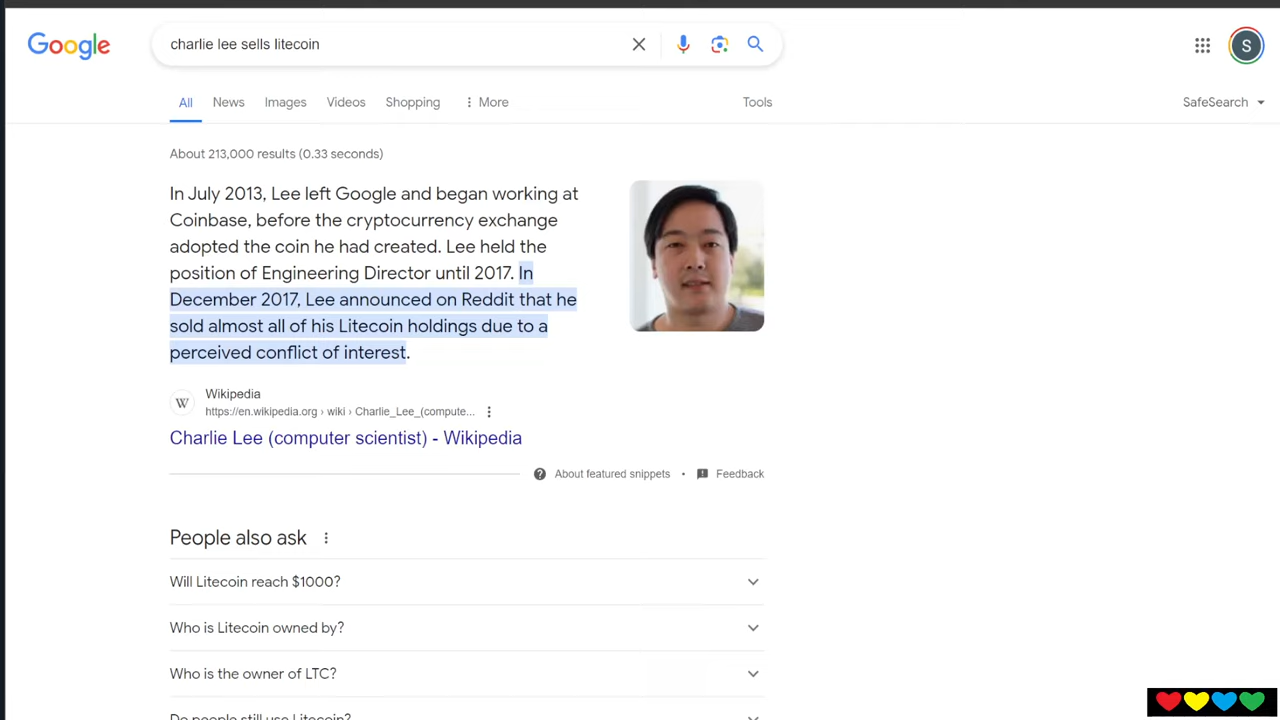 Google
charlie lee sells litecoin
S
All News Images Videos Shopping More Tools SafeSearch
About 213,000 results (0.33 seconds)
In July 2013, Lee left Google and began working at
Coinbase, before the cryptocurrency exchange
adopted the coin he had created. Lee held the
position of Engineering Director until 2017. In
December 2017, Lee announced on Reddit that he
sold almost all of his Litecoin holdings due to a
perceived conflict of interest.
W
Wikipedia
https://en.wikipedia.org › wiki › Charlie_Lee_(compute...
Charlie Lee (computer scientist) - Wikipedia
About featured snippets • Feedback
People also ask
Will Litecoin reach $1000?
Who is Litecoin owned by?
Who is the owner of LTC?
Do people still use Litecoin?